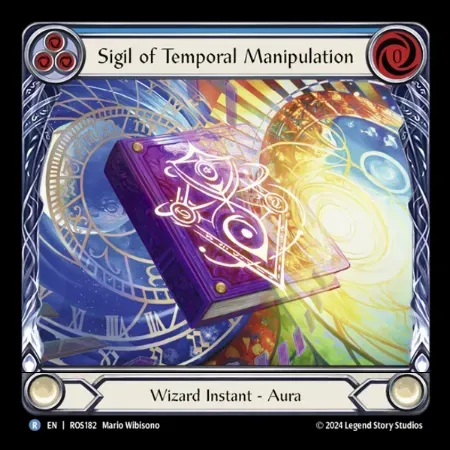 Sigil of Temporal Manipulation
0
Wizard Instant - Aura
R EN | ROS182 Mario Wibisono © 2024 Legend Story Studios